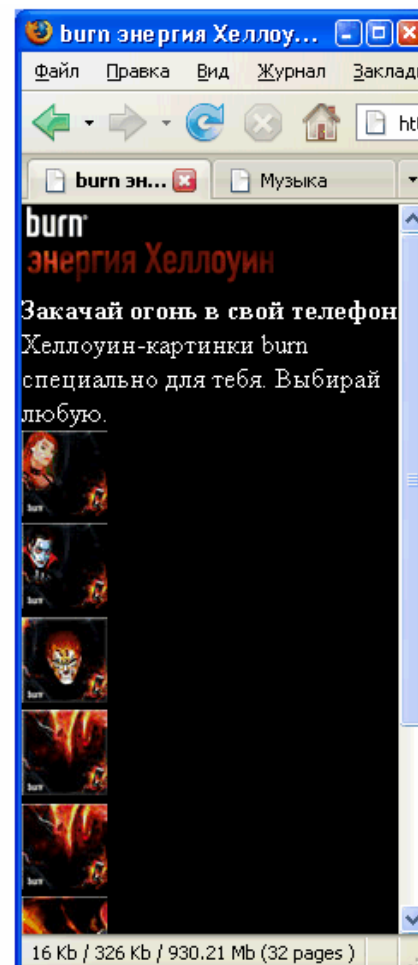 burn энергия Хеллоу...
Файл Правка Вид Журнал Заклад
htt
burn эн... Музыка
burn
энергия Хеллоуин
Закачай огонь в свой телефон
Хеллоуин-картинки burn
специально для тебя. Выбирай
любую.
burn
burn
burn
burn
burn
16 Kb / 326 Kb / 930.21 Mb (32 pages )